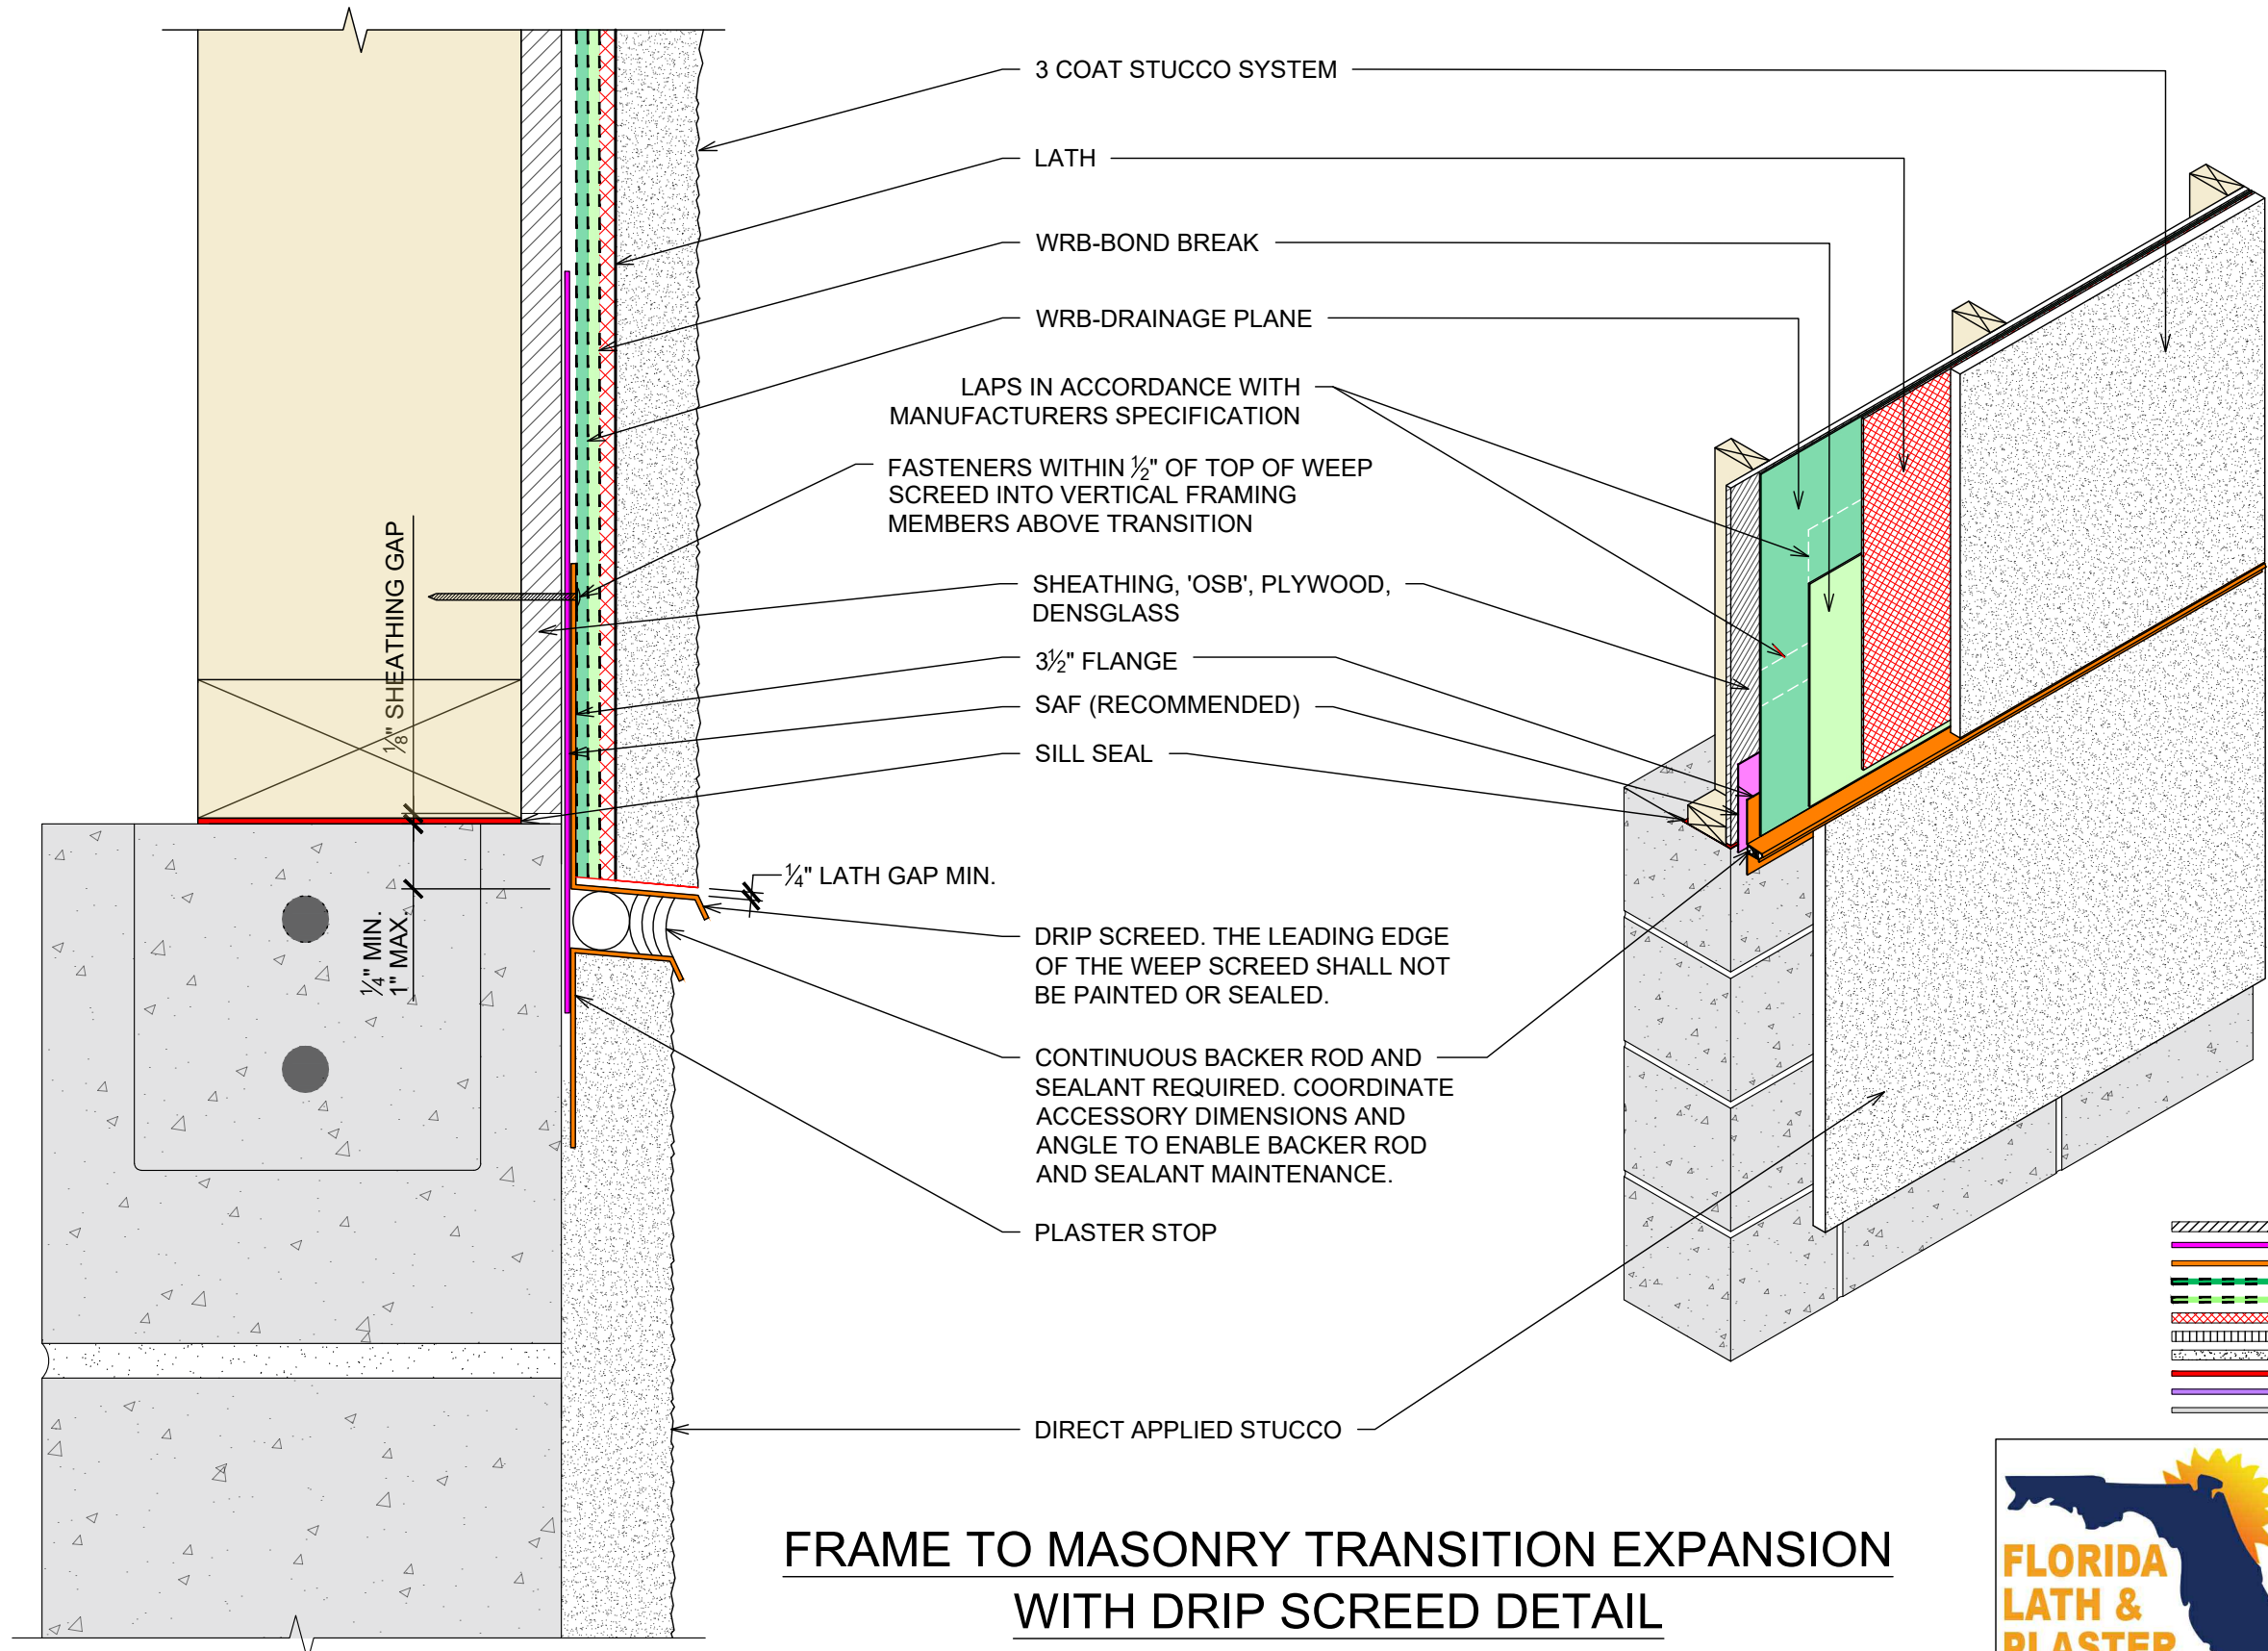 3 COAT STUCCO SYSTEM
LATH
WRB-BOND BREAK
WRB-DRAINAGE PLANE
LAPS IN ACCORDANCE WITH
MANUFACTURERS SPECIFICATION
FASTENERS WITHIN ½" OF TOP OF WEEP
SCREED INTO VERTICAL FRAMING
MEMBERS ABOVE TRANSITION
⅛" SHEATHING GAP
SHEATHING, 'OSB', PLYWOOD,
DENSGLASS
3½" FLANGE
SAF (RECOMMENDED)
SILL SEAL
¼" LATH GAP MIN.
¼" MIN.
1" MAX.
DRIP SCREED. THE LEADING EDGE
OF THE WEEP SCREED SHALL NOT
BE PAINTED OR SEALED.
CONTINUOUS BACKER ROD AND
SEALANT REQUIRED. COORDINATE
ACCESSORY DIMENSIONS AND
ANGLE TO ENABLE BACKER ROD
AND SEALANT MAINTENANCE.
PLASTER STOP
DIRECT APPLIED STUCCO
FRAME TO MASONRY TRANSITION EXPANSION
WITH DRIP SCREED DETAIL
FLORIDA
LATH &
PLASTER